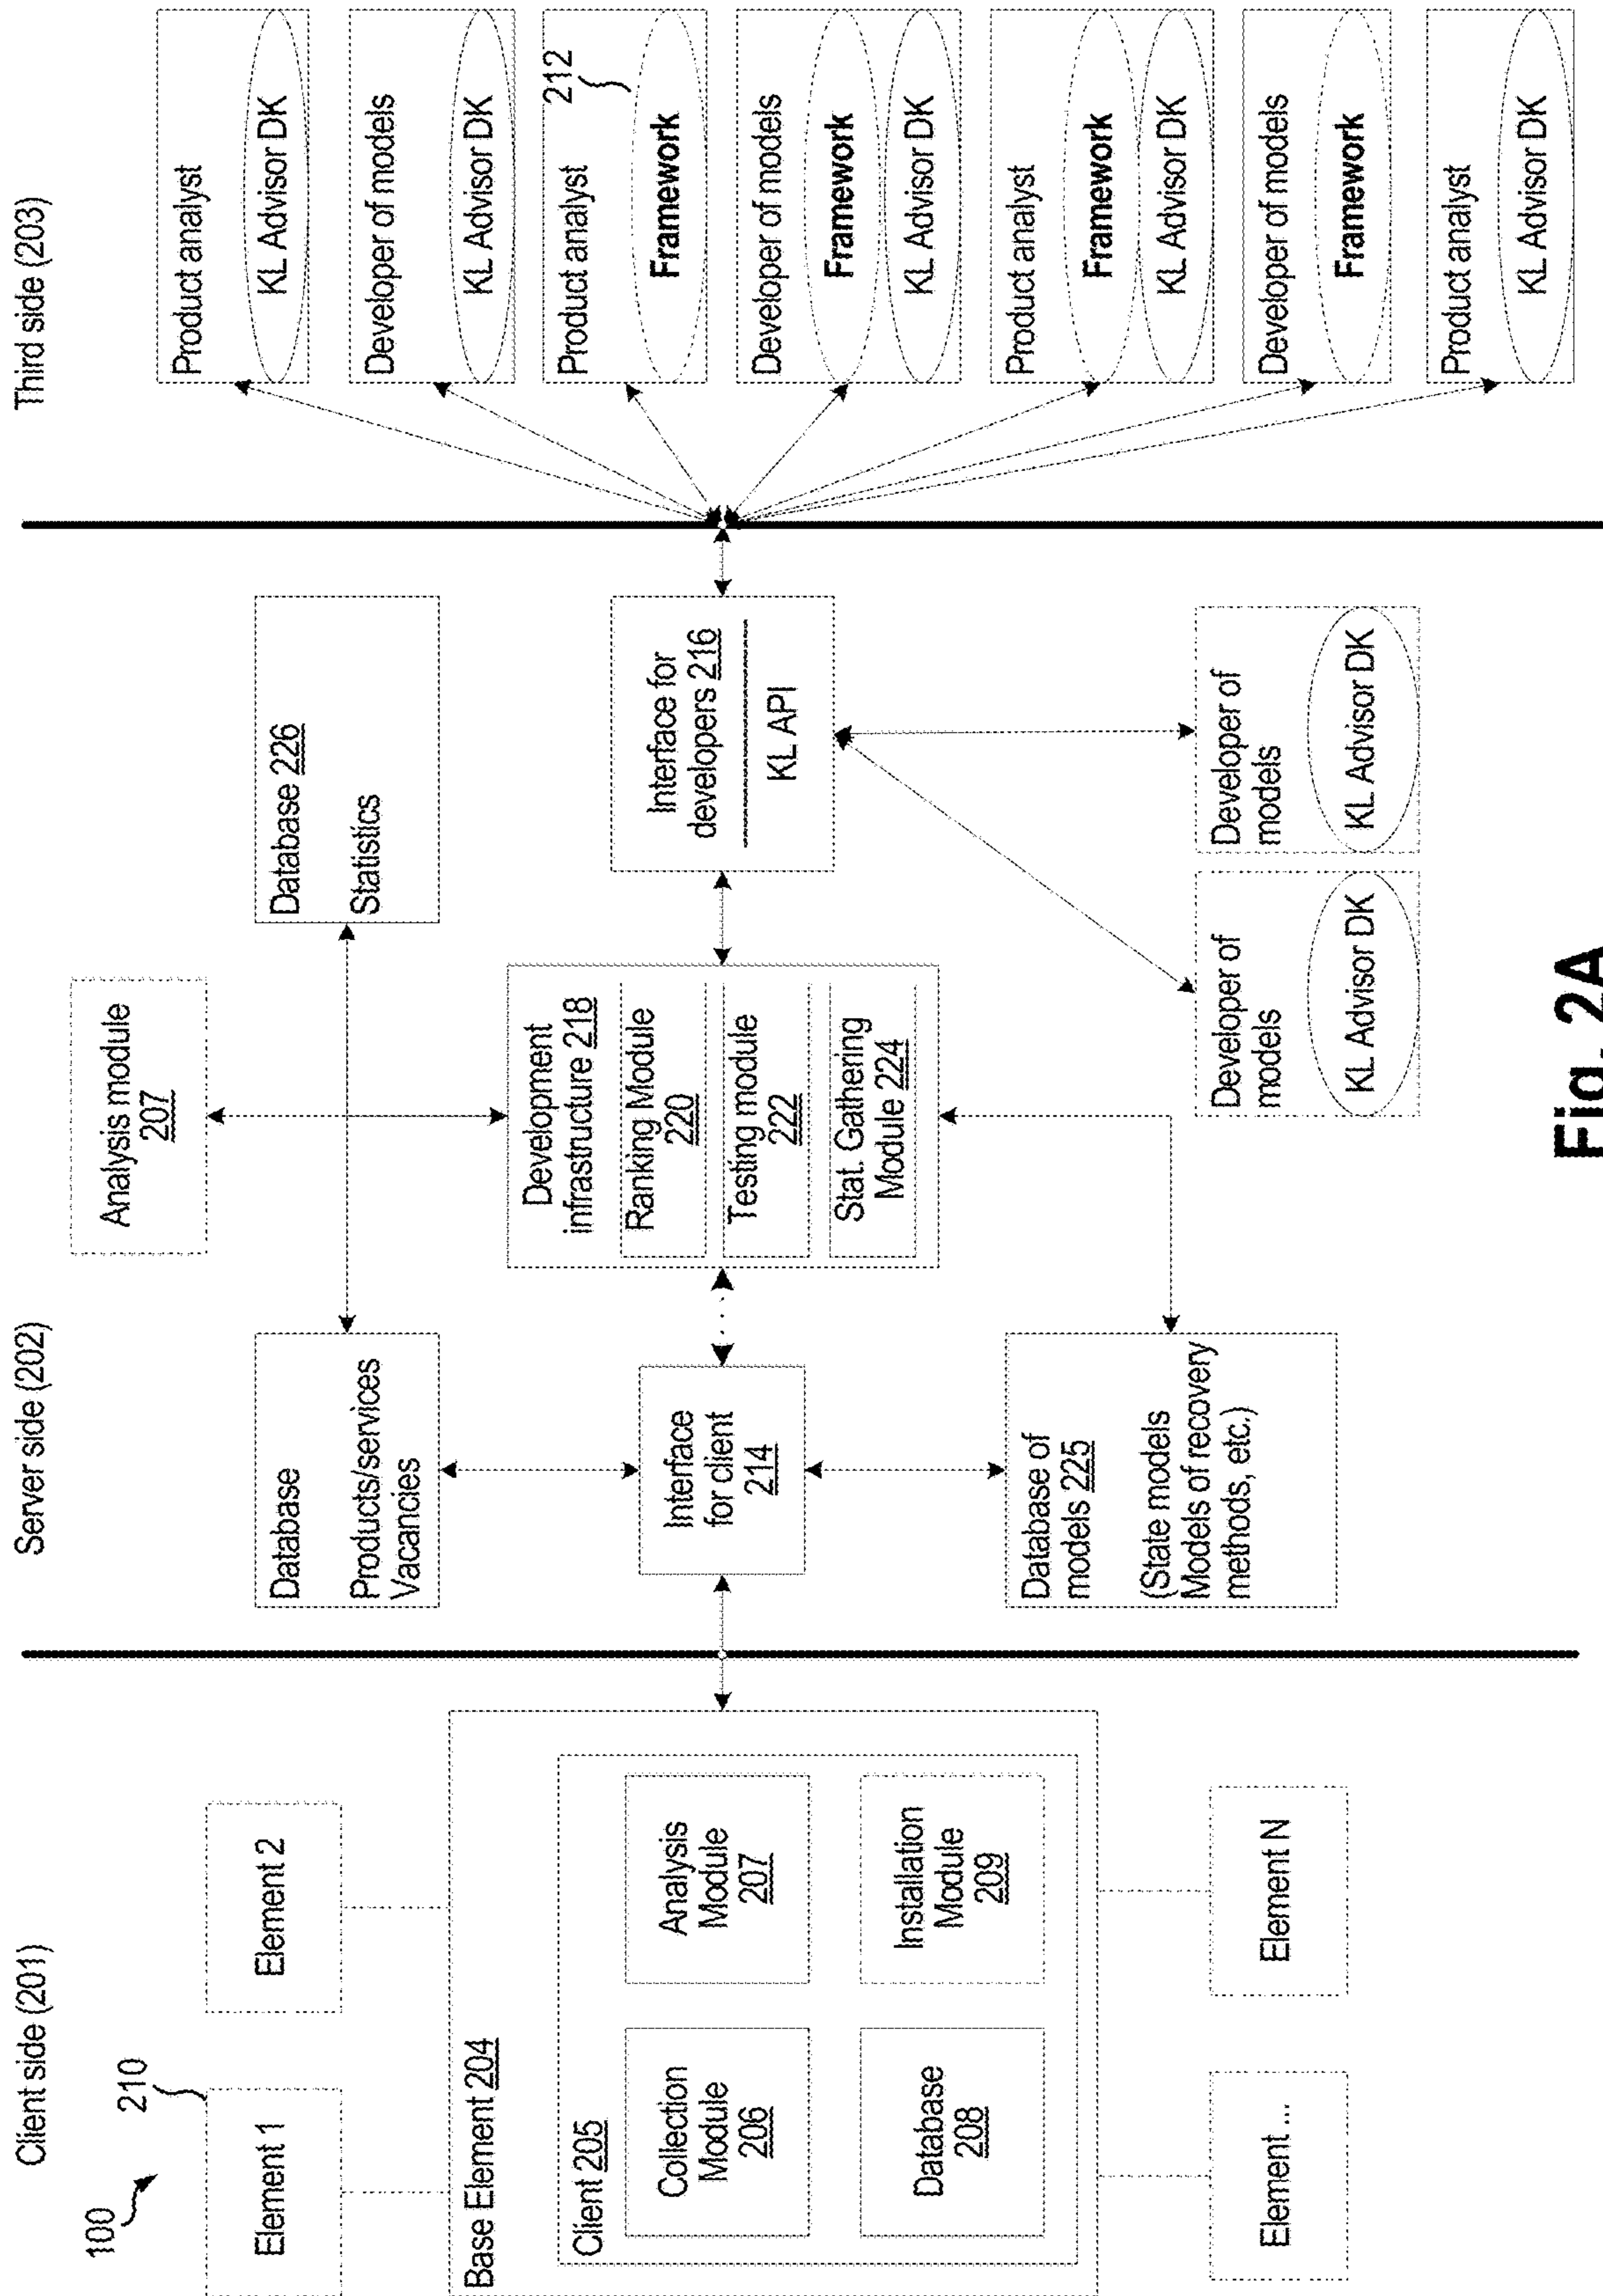 Client side (201)
100
210
Element 1
Element 2
Base Element 204
Client 205
Collection
Module
206
Analysis
Module
207
Database
208
Installation
Module
209
Element ...
Element N
Server side (202)
Analysis module
207
Database
Products/services
Vacancies
Database 226
Statistics
Interface
for client
214
Development
infrastructure 218
Ranking Module
220
Testing module
222
Stat. Gathering
Module 224
Interface for
developers 216
KL API
Database of
models 225
(State models
Models of recovery
methods, etc.)
Developer of
models
KL Advisor DK
Developer of
models
KL Advisor DK
Third side (203)
Product analyst
KL Advisor DK
Developer of models
KL Advisor DK
212
Product analyst
Framework
Developer of models
Framework
KL Advisor DK
Product analyst
Framework
KL Advisor DK
Developer of models
Framework
Product analyst
KL Advisor DK
Fig. 2A